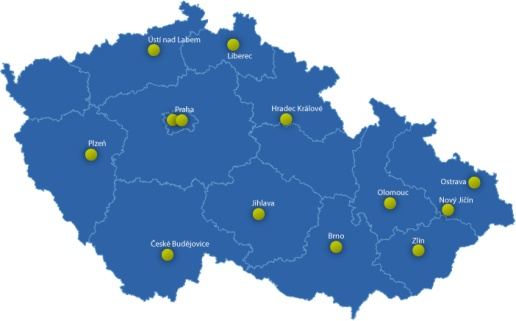 Ústí nad Labem
Liberec
Praha
Hradec Králové
Plzeň
Ostrava
Olomouc
Nový Jičín
Jihlava
Brno
Zlín
České Budějovice